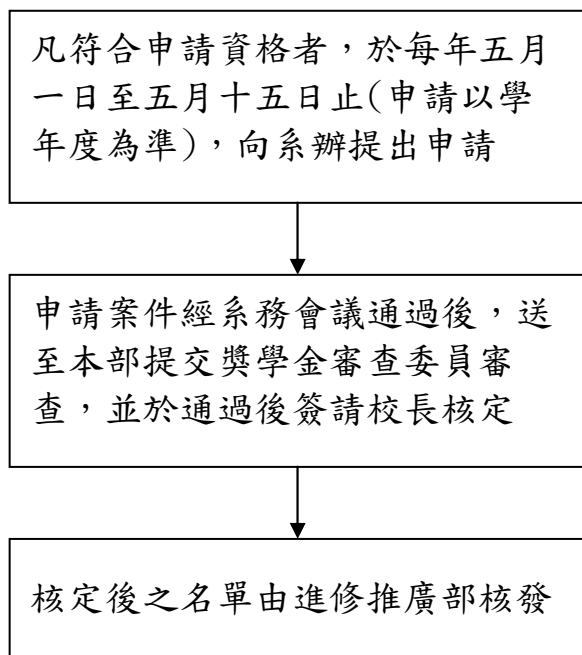 凡符合申請資格者，於每年五月
一日至五月十五日止(申請以學
年度為準)，向系辦提出申請
申請案件經系務會議通過後，送
至本部提交獎學金審查委員審
查，並於通過後簽請校長核定
核定後之名單由進修推廣部核發